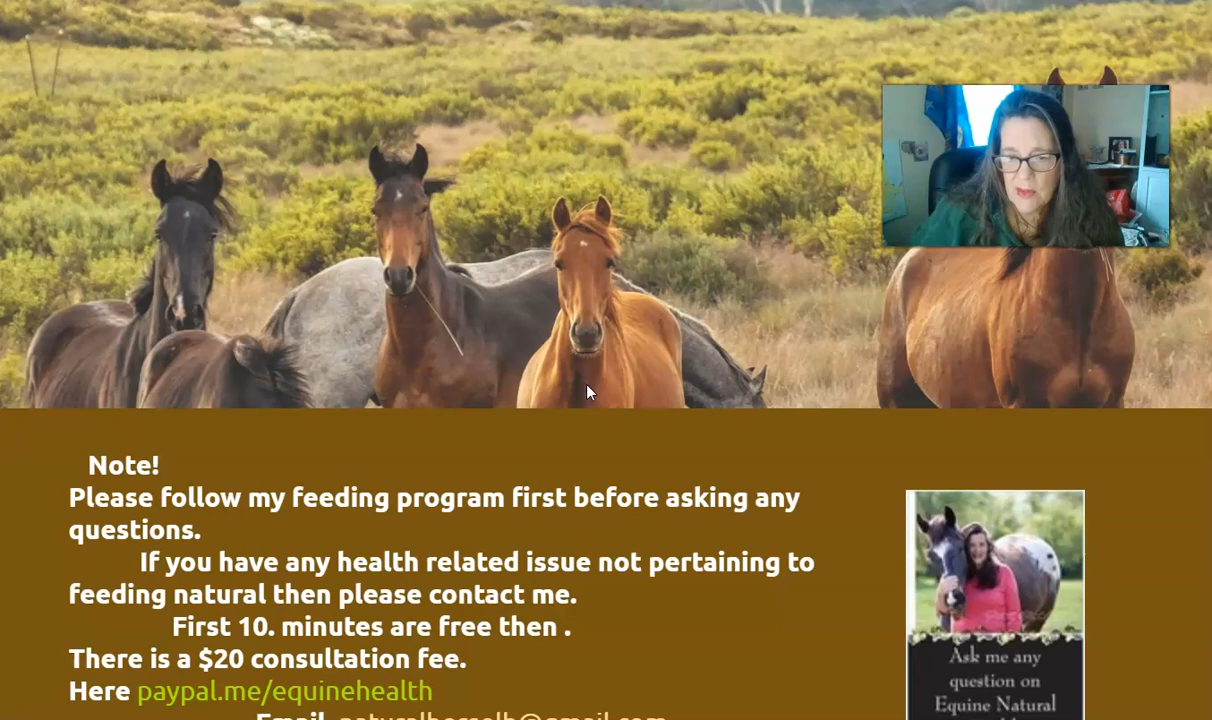 Note!
Please follow my feeding program first before asking any
questions.
If you have any health related issue not pertaining to
feeding natural then please contact me.
First 10. minutes are free then .
There is a $20 consultation fee.
Here paypal.me/equinehealth
Email
Ask me any
question on
Equine Natural